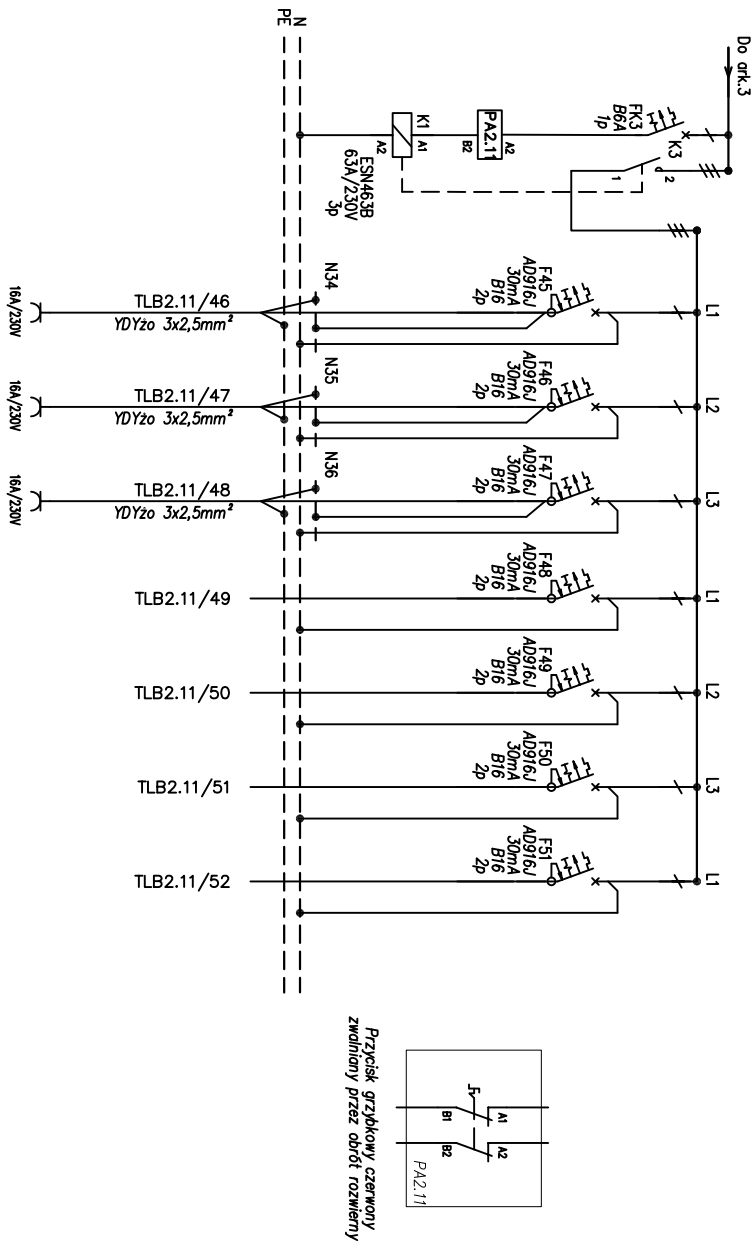 Do ark.3
FK3
B6A
1p
K3
2
1
PA2.11
A2
B2
K1
A1
A2
ESN463B
63A/230V
3p
N
PE
L1
F45
AD916J
30mA
B16
2p
N34
TLB2.11/46
YDYżo 3x2,5mm²
16A/230V
L2
F46
AD916J
30mA
B16
2p
N35
TLB2.11/47
YDYżo 3x2,5mm²
16A/230V
L3
F47
AD916J
30mA
B16
2p
N36
TLB2.11/48
YDYżo 3x2,5mm²
16A/230V
L1
F48
AD916J
30mA
B16
2p
TLB2.11/49
L2
F49
AD916J
30mA
B16
2p
TLB2.11/50
L3
F50
AD916J
30mA
B16
2p
TLB2.11/51
L1
F51
AD916J
30mA
B16
2p
TLB2.11/52
A1
A2
B1
B2
PA2.11
Przycisk grzybkowy czerwony
zwalniany przez obrót rozwierny